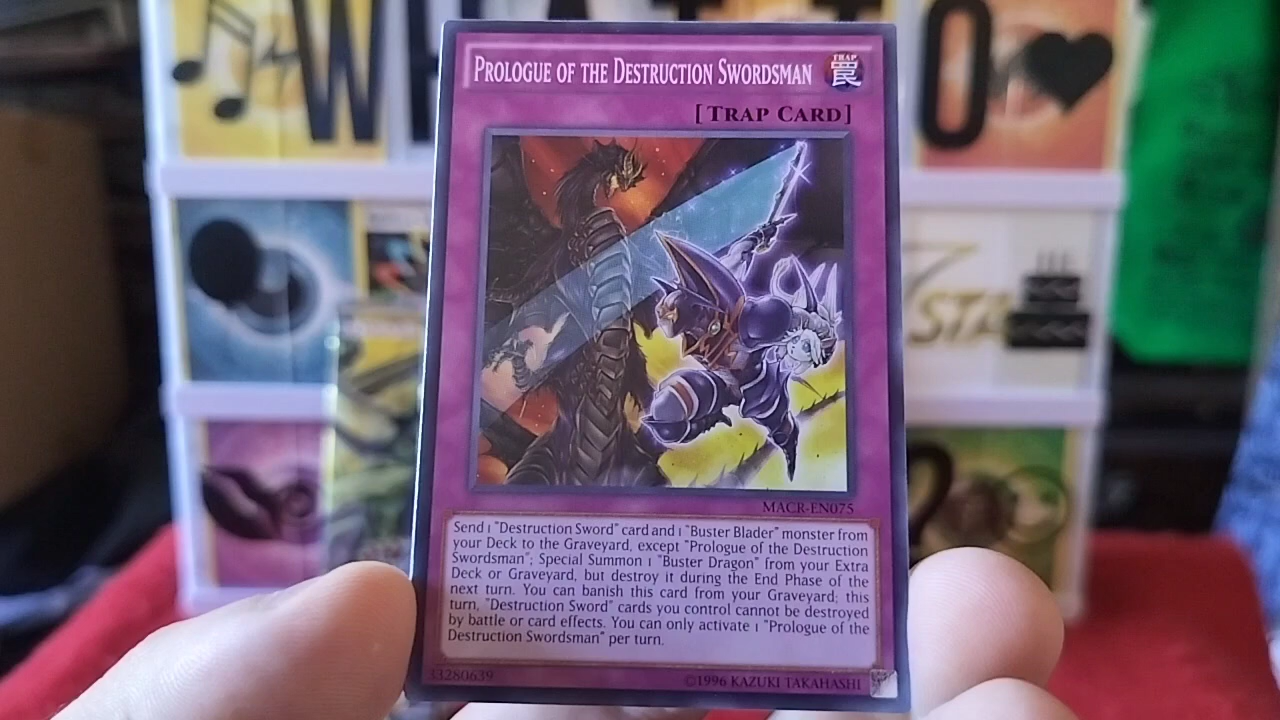 WHAT TO
PROLOGUE OF THE DESTRUCTION SWORDSMAN
TRAP
罠
[TRAP CARD]
STA
MACR-EN075
Send 1 "Destruction Sword" card and 1 "Buster Blader" monster from
your Deck to the Graveyard, except "Prologue of the Destruction
Swordsman"; Special Summon 1 "Buster Dragon" from your Extra
Deck or Graveyard, but destroy it during the End Phase of the
next turn. You can banish this card from your Graveyard; this
turn, "Destruction Sword" cards you control cannot be destroyed
by battle or card effects. You can only activate 1 "Prologue of the
Destruction Swordsman" per turn.
33280639
©1996 KAZUKI TAKAHASHI